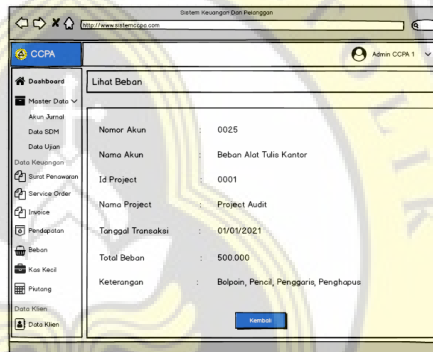 Sistem Keuangan Dan Pelanggan
http://www.sistemccpa.com
CCPA
Admin CCPA 1
Dashboard
Master Data
Akun Jurnal
Data SDM
Data Ujian
Data Keuangan
Surat Penawaran
Service Order
Invoice
Pendapatan
Beban
Kas Kecil
Piutang
Data Klien
Data Klien
Lihat Beban
Nomor Akun : 0025
Nama Akun : Beban Alat Tulis Kantor
Id Project : 0001
Nama Project : Project Audit
Tanggal Transaksi : 01/01/2021
Total Beban : 500.000
Keterangan : Bolpoin, Pencil, Penggaris, Penghapus
Kembali